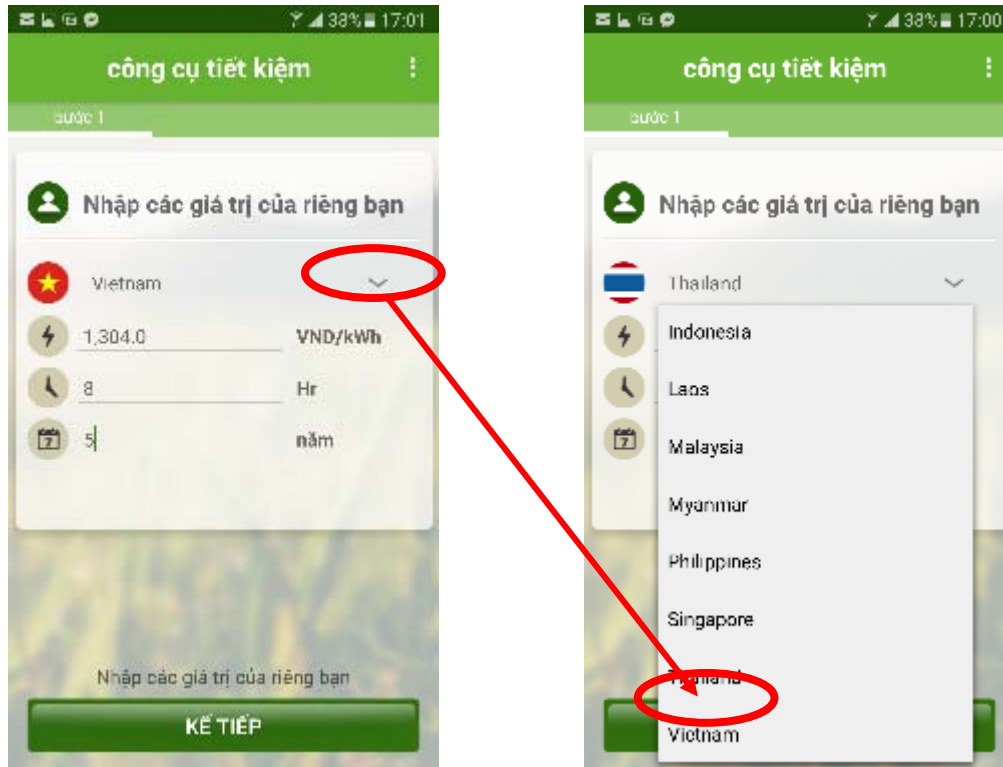 38% 17:01
công cụ tiết kiệm
bước 1
Nhập các giá trị của riêng bạn
Vietnam
1,304.0 VND/kWh
8 Hr
5 năm
Nhập các giá trị của riêng bạn
KẾ TIẾP
38% 17:00
công cụ tiết kiệm
bước 1
Nhập các giá trị của riêng bạn
Thailand
Indonesia
Laos
Malaysia
Myanmar
Philippines
Singapore
Thailand
Vietnam